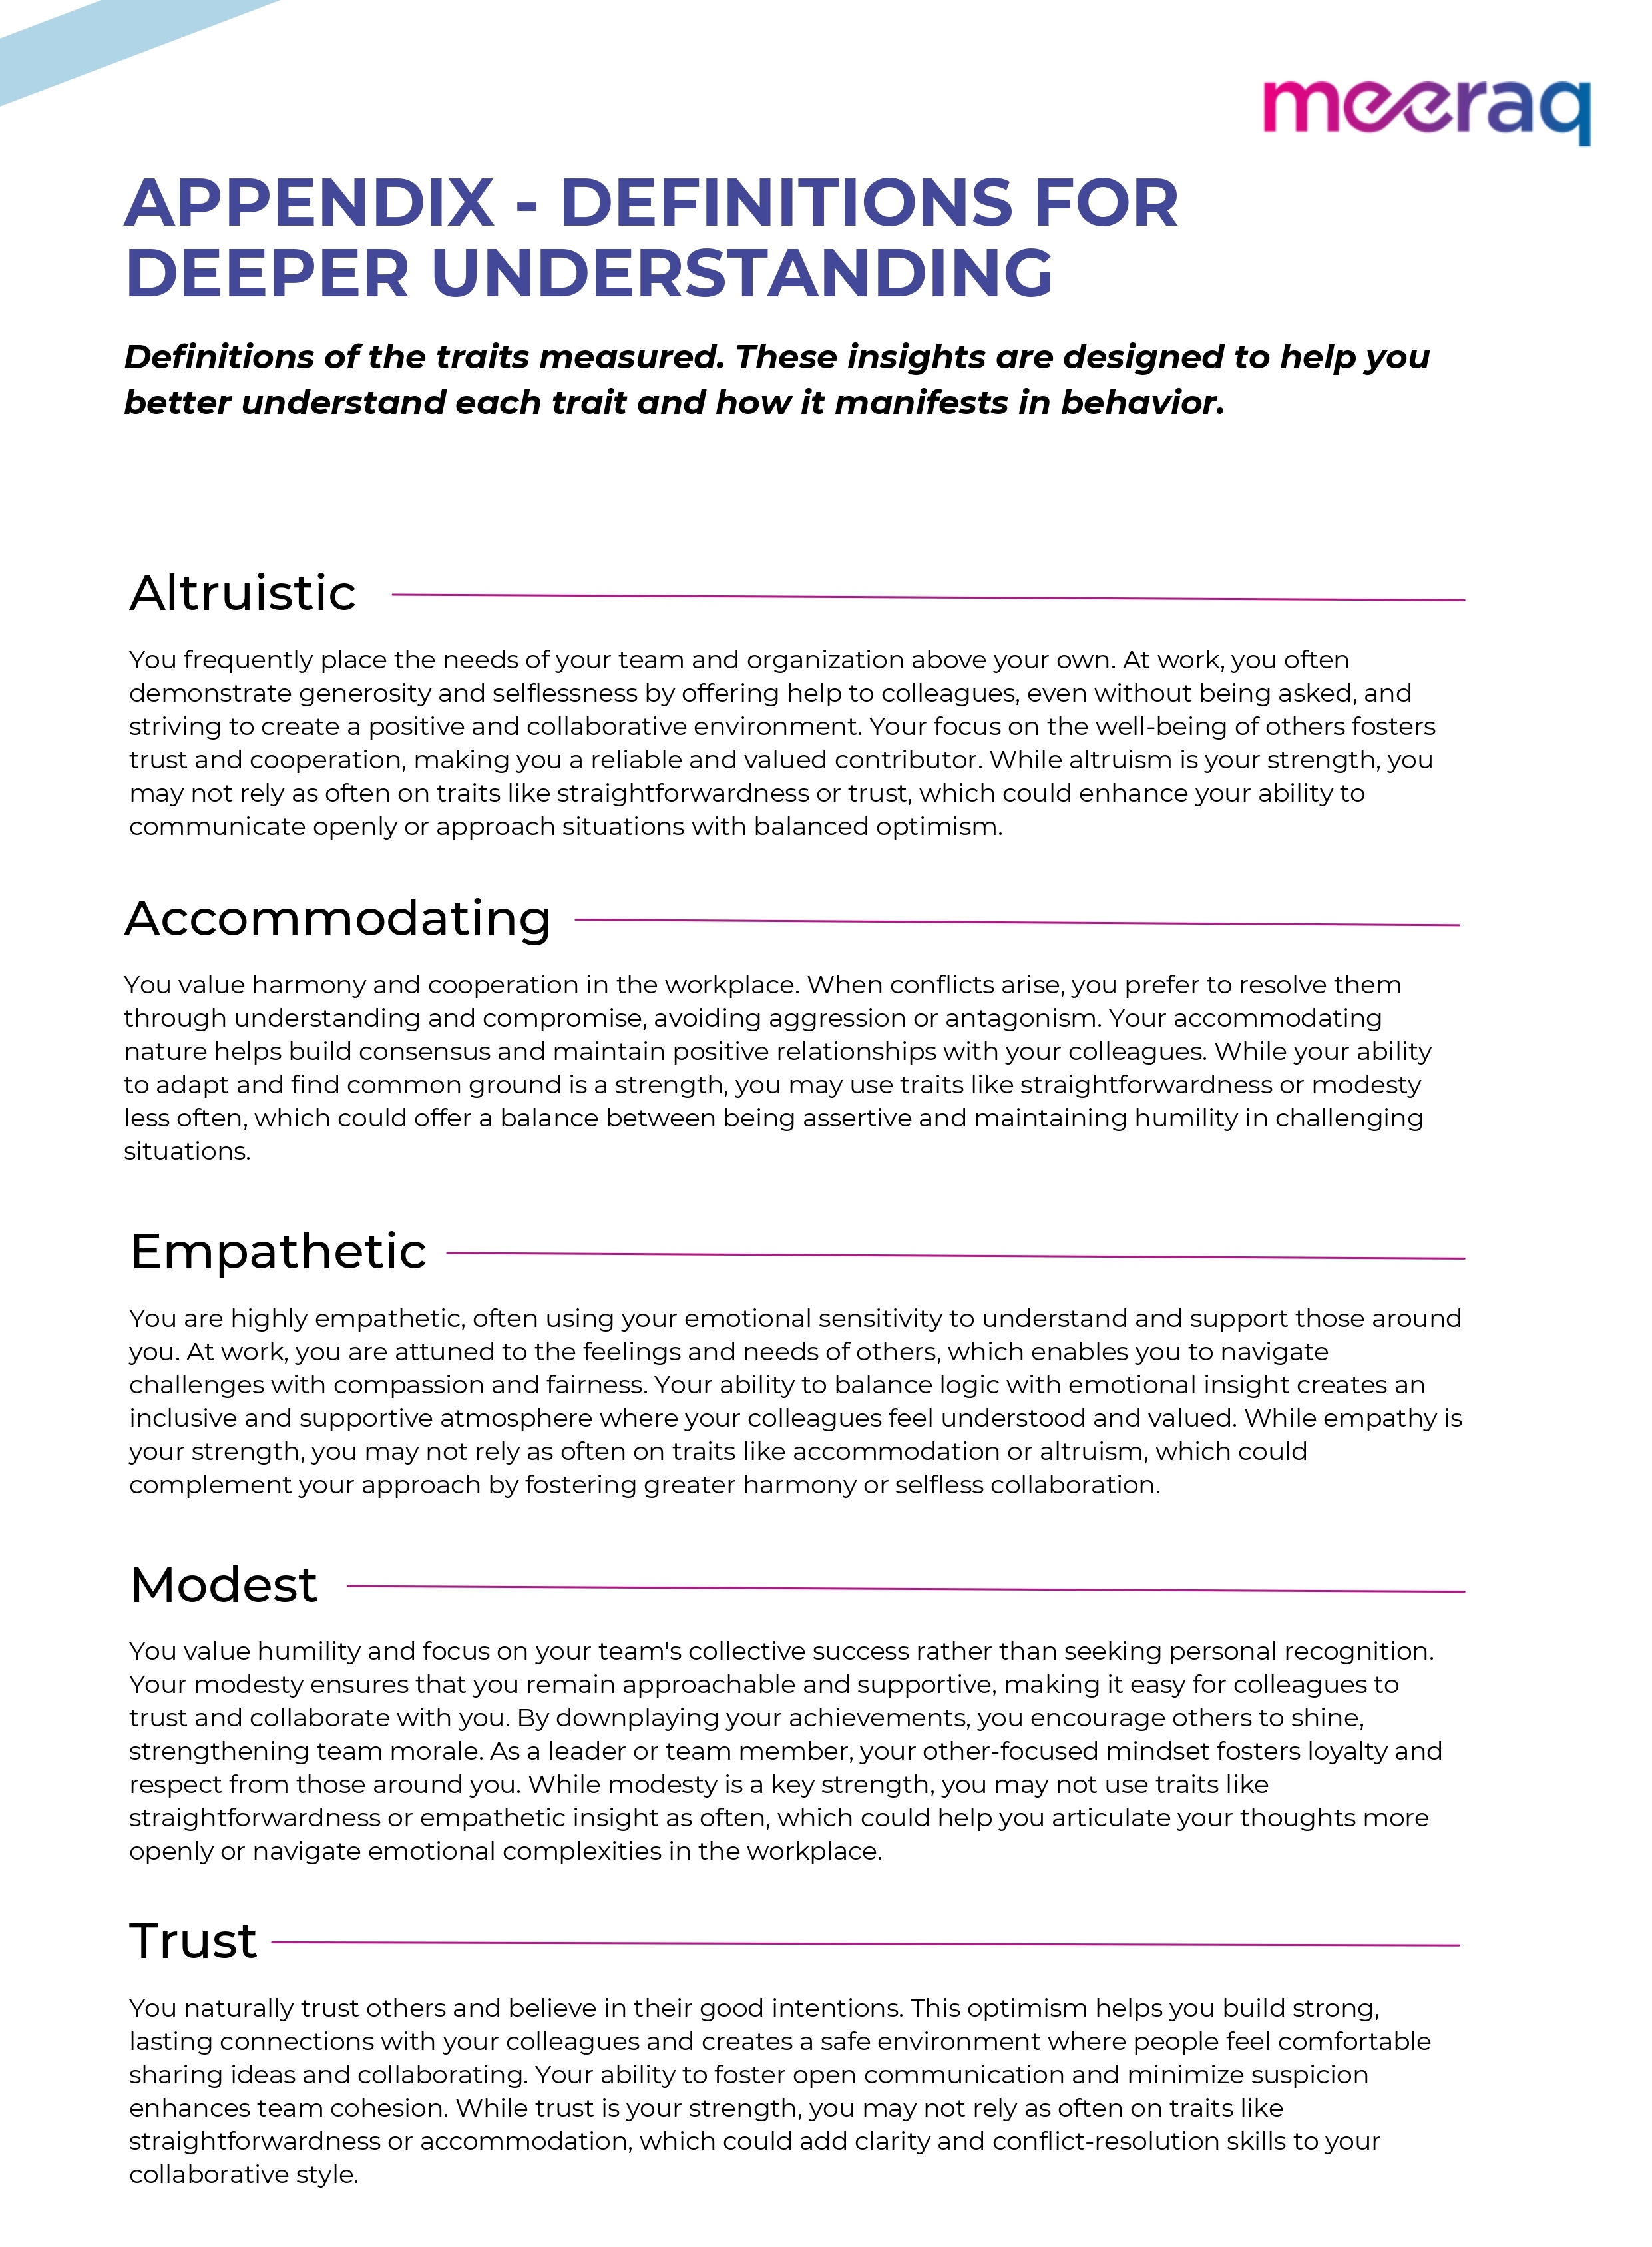 meeraq
APPENDIX - DEFINITIONS FOR
DEEPER UNDERSTANDING
Definitions of the traits measured. These insights are designed to help you
better understand each trait and how it manifests in behavior.
Altruistic
You frequently place the needs of your team and organization above your own. At work, you often
demonstrate generosity and selflessness by offering help to colleagues, even without being asked, and
striving to create a positive and collaborative environment. Your focus on the well-being of others fosters
trust and cooperation, making you a reliable and valued contributor. While altruism is your strength, you
may not rely as often on traits like straightforwardness or trust, which could enhance your ability to
communicate openly or approach situations with balanced optimism.
Accommodating
You value harmony and cooperation in the workplace. When conflicts arise, you prefer to resolve them
through understanding and compromise, avoiding aggression or antagonism. Your accommodating
nature helps build consensus and maintain positive relationships with your colleagues. While your ability
to adapt and find common ground is a strength, you may use traits like straightforwardness or modesty
less often, which could offer a balance between being assertive and maintaining humility in challenging
situations.
Empathetic
You are highly empathetic, often using your emotional sensitivity to understand and support those around
you. At work, you are attuned to the feelings and needs of others, which enables you to navigate
challenges with compassion and fairness. Your ability to balance logic with emotional insight creates an
inclusive and supportive atmosphere where your colleagues feel understood and valued. While empathy is
your strength, you may not rely as often on traits like accommodation or altruism, which could
complement your approach by fostering greater harmony or selfless collaboration.
Modest
You value humility and focus on your team's collective success rather than seeking personal recognition.
Your modesty ensures that you remain approachable and supportive, making it easy for colleagues to
trust and collaborate with you. By downplaying your achievements, you encourage others to shine,
strengthening team morale. As a leader or team member, your other-focused mindset fosters loyalty and
respect from those around you. While modesty is a key strength, you may not use traits like
straightforwardness or empathetic insight as often, which could help you articulate your thoughts more
openly or navigate emotional complexities in the workplace.
Trust
You naturally trust others and believe in their good intentions. This optimism helps you build strong,
lasting connections with your colleagues and creates a safe environment where people feel comfortable
sharing ideas and collaborating. Your ability to foster open communication and minimize suspicion
enhances team cohesion. While trust is your strength, you may not rely as often on traits like
straightforwardness or accommodation, which could add clarity and conflict-resolution skills to your
collaborative style.